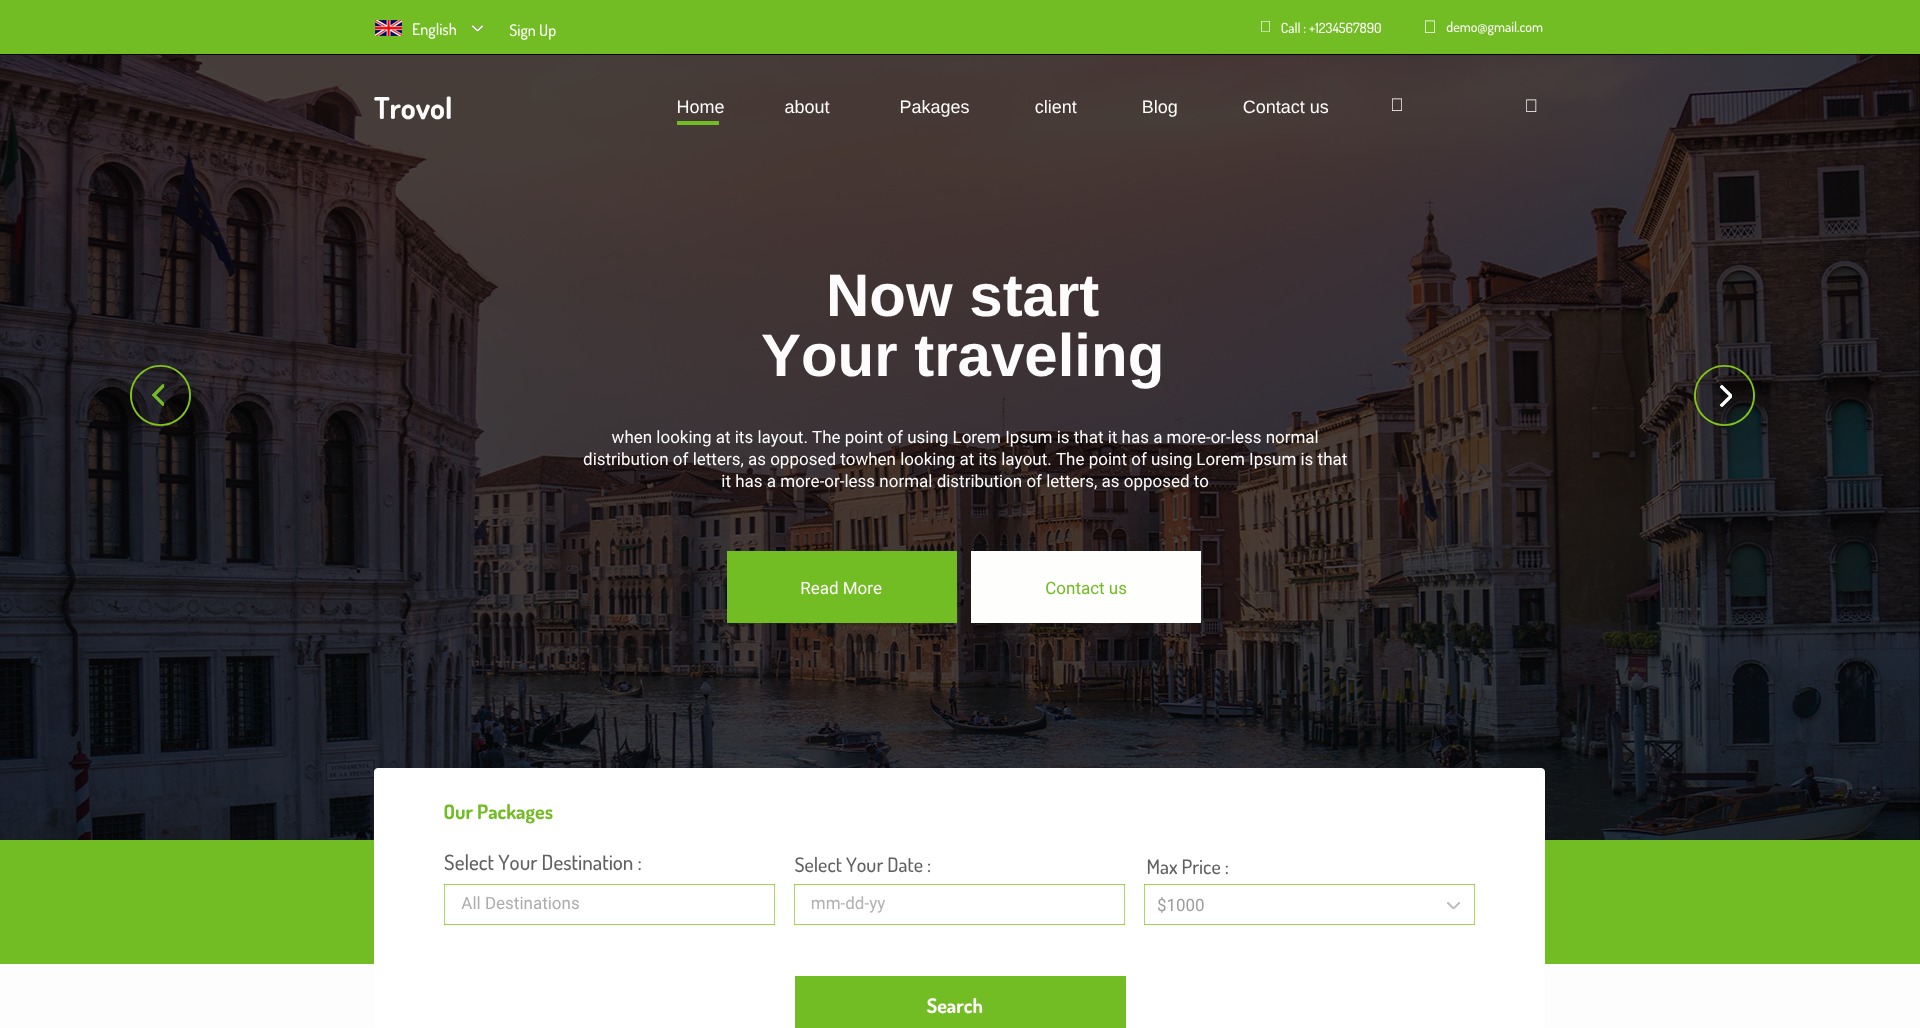 English
Sign Up
Call : +1234567890
demo@gmail.com
Trovol
Home
about
Pakages
client
Blog
Contact us
Now start
Your traveling
when looking at its layout. The point of using Lorem Ipsum is that it has a more-or-less normal
distribution of letters, as opposed towhen looking at its layout. The point of using Lorem Ipsum is that
it has a more-or-less normal distribution of letters, as opposed to
Read More
Contact us
Our Packages
Select Your Destination :
Select Your Date :
Max Price :
All Destinations
mm-dd-yy
$1000
Search